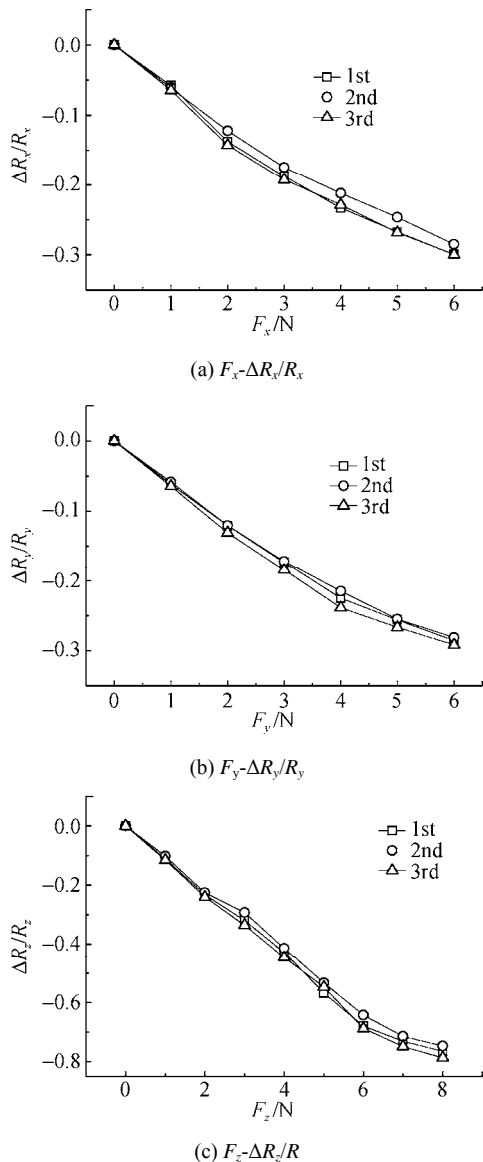 0.0
−0.1
−0.2
−0.3
ΔRx/Rx
1st
2nd
3rd
0 1 2 3 4 5 6
Fx/N
(a) Fx-ΔRx/Rx
0.0
−0.1
−0.2
−0.3
ΔRy/Ry
1st
2nd
3rd
0 1 2 3 4 5 6
Fy/N
(b) Fy-ΔRy/Ry
0.0
−0.2
−0.4
−0.6
−0.8
ΔRz/Rz
1st
2nd
3rd
0 2 4 6 8
Fz/N
(c) Fz-ΔRz/R